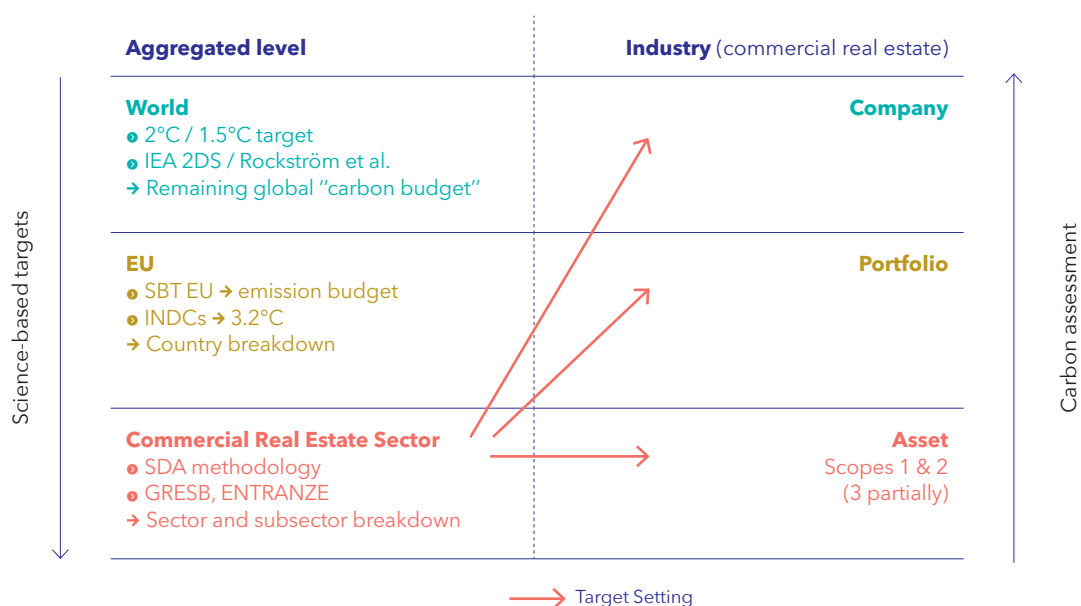 Aggregated level
Industry (commercial real estate)
World
2°C / 1.5°C target
IEA 2DS / Rockström et al.
→ Remaining global “carbon budget”
Company
EU
SBT EU → emission budget
INDCs → 3.2°C
→ Country breakdown
Portfolio
Commercial Real Estate Sector
SDA methodology
GRESB, ENTRANZE
→ Sector and subsector breakdown
Asset
Scopes 1 & 2
(3 partially)
Science-based targets
Carbon assessment
Target Setting